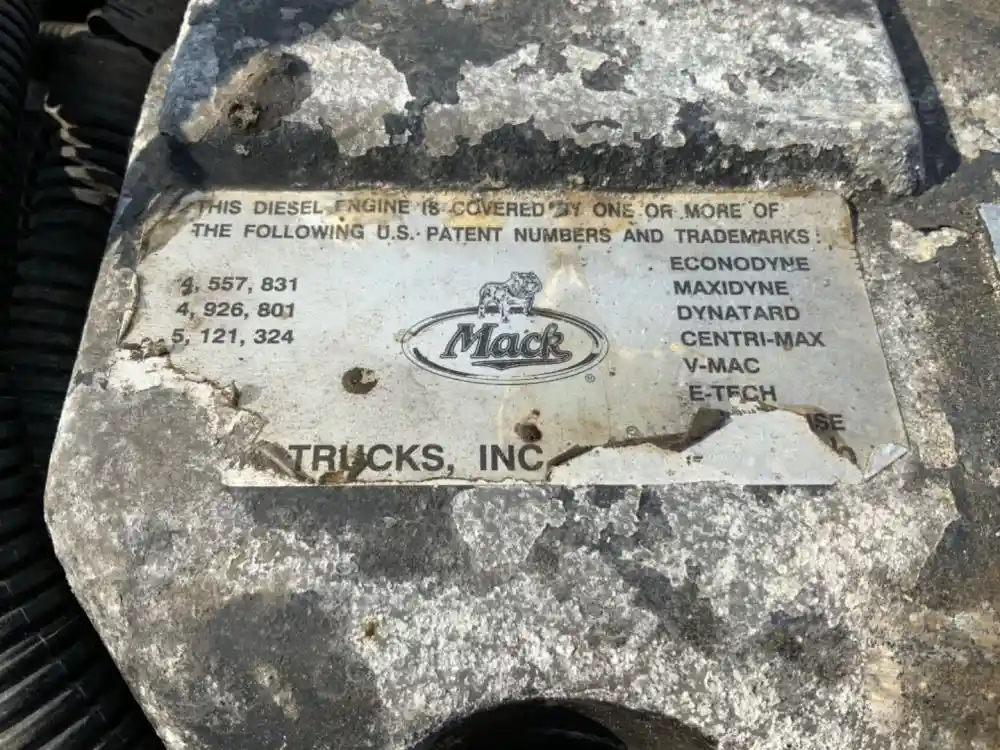 THIS DIESEL ENGINE IS COVERED BY ONE OR MORE OF
THE FOLLOWING U.S. PATENT NUMBERS AND TRADEMARKS:
4, 557, 831
4, 926, 801
5, 121, 324
Mack
®
ECONODYNE
MAXIDYNE
DYNATARD
CENTRI-MAX
V-MAC
E-TECH
TRUCKS, INC